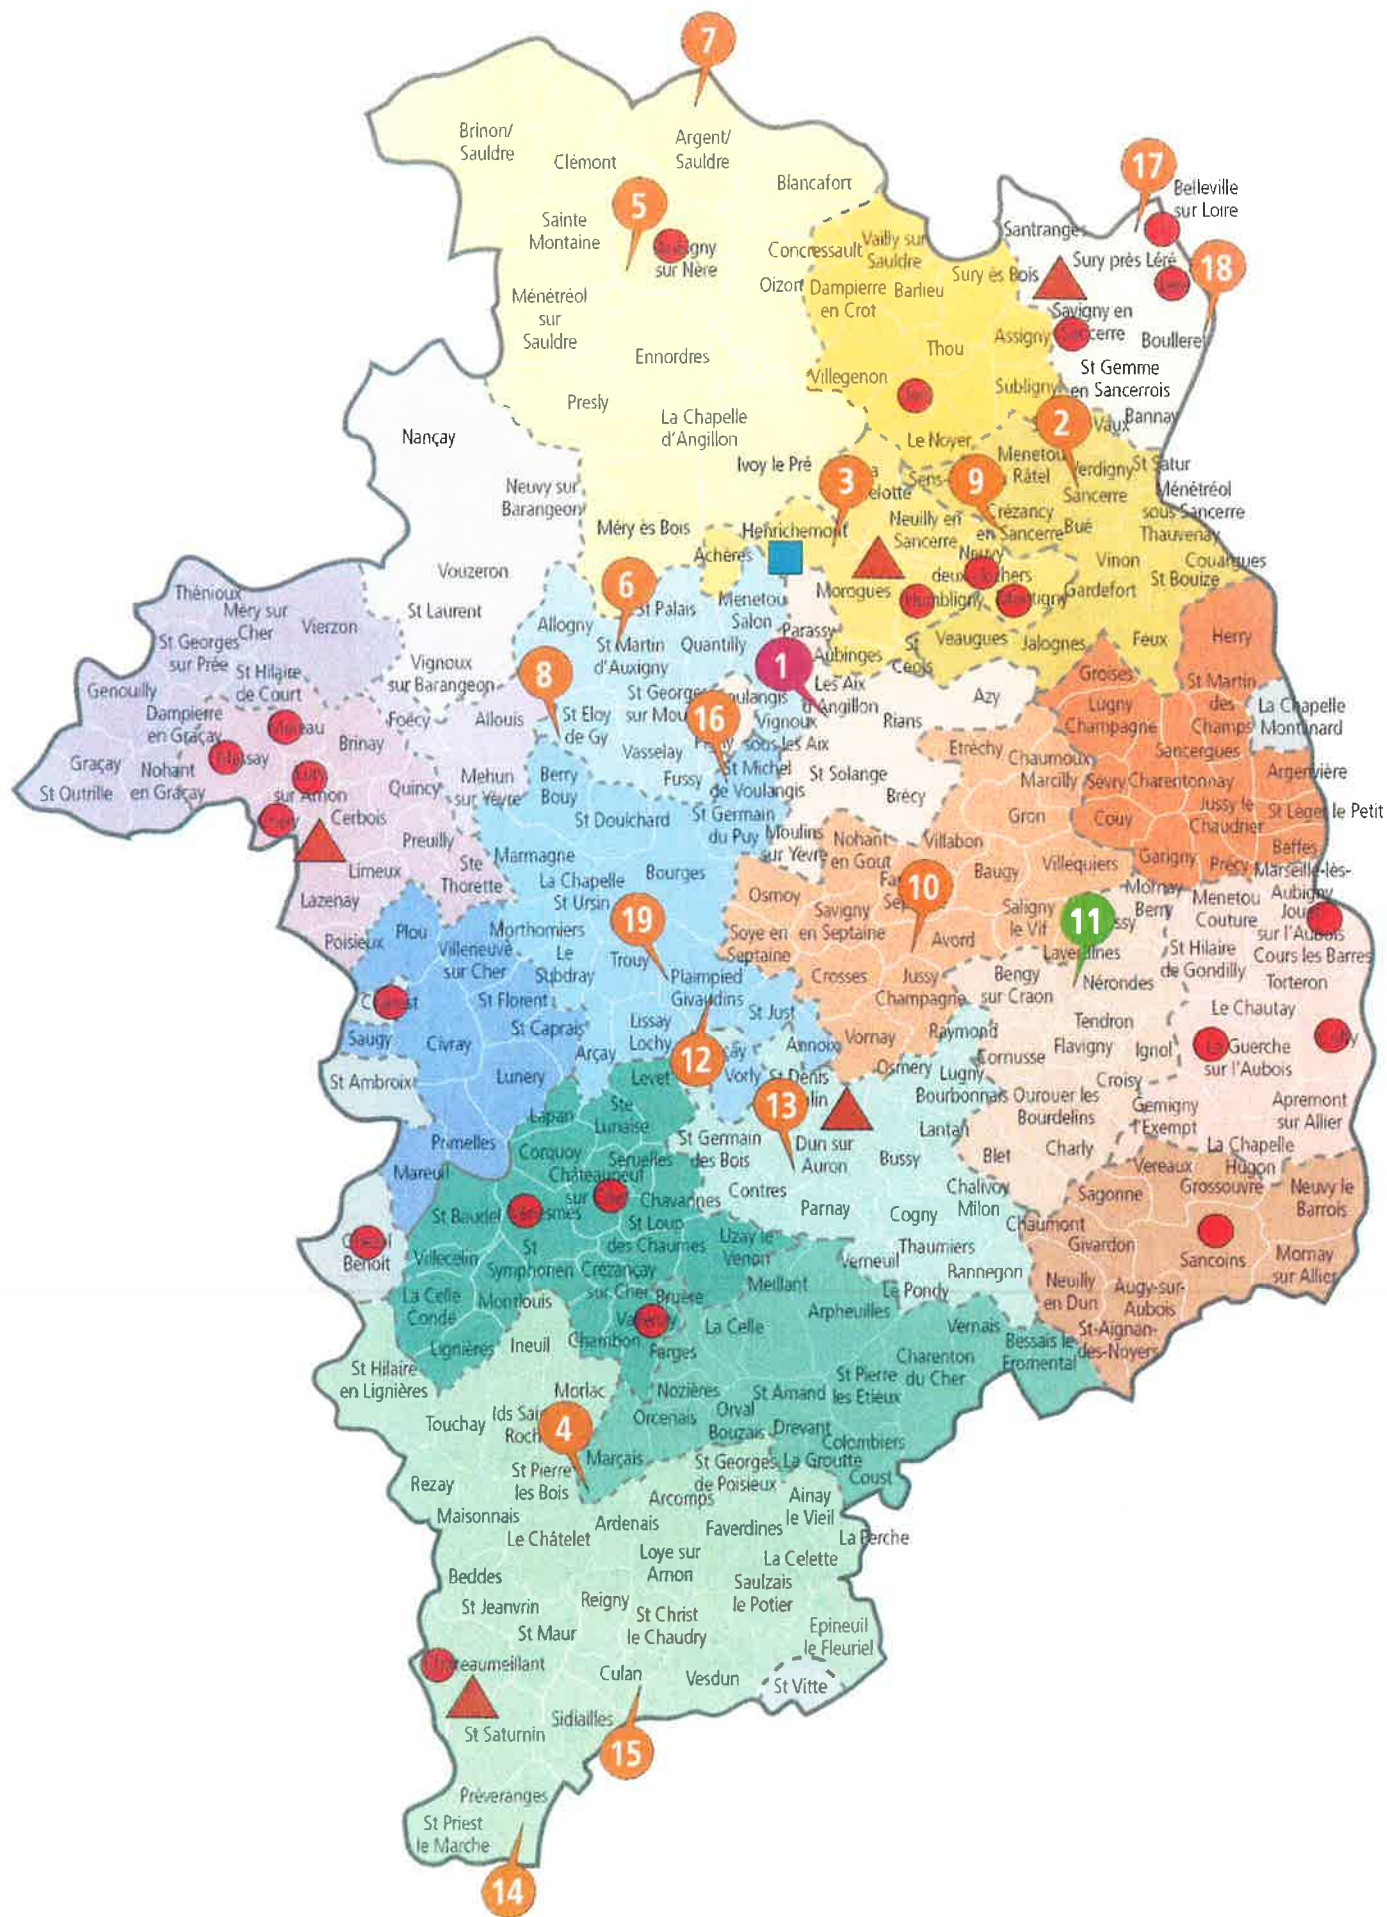 7
Brinon/
Sauldre
Clémont
Argent/
Sauldre
Blancafort
17
Belleville
sur Loire
5
Sainte
Montaine
sur Nère
Concressault
Vailly sur
Sauldre
Santranges
Sury près Léré
18
Oizon
Dampierre
en Crot
Barlieu
Sury ès Bois
Ménétréol
sur
Sauldre
Savigny en
Sancerre
Assigny
Boulleret
Ennordres
Thou
St Gemme
en Sancerrois
Villegenon
Subligny
Presly
La Chapelle
d'Angillon
2
Vaux
Bannay
Nançay
Le Noyer
Menetou
Râtel
Verdigny
St Satur
Ivoy le Pré
3
9
Sens-
Sancerre
Ménétréol
sous Sancerre
Neuvy sur
Barangeon
Neuilly en
Sancerre
Crézancy
en Sancerre
Bué
Thauvenay
Méry ès Bois
Henrichemont
Achères
Neuvy
deux Clochers
Vinon
Couargues
St Bouize
Vouzeron
6
Morogues
Humbligny
Montigny
Gardefort
Thénioux
Méry sur
Cher
Vierzon
St Laurent
Allogny
St Palais
Menetou
Salon
Parassy
St Georges
sur Prée
St Hilaire
de Court
St Martin
d'Auxigny
Quantilly
1
Aubinges
St
Céols
Veaugues
Jalognes
Feux
Herry
Vignoux
sur Barangeon
8
Les Aix
d'Angillon
Groises
Genouilly
St Georges
sur Mou
St Martin
des
Champs
La Chapelle
Montlinard
Dampierre
en Graçay
Foëcy
Allouis
St Eloy
de Gy
16
Vignoux
sous les Aix
Rians
Azy
Lugny
Champagne
Brinay
Massay
Vasselay
Etréchy
Chaumoux
Marcilly
Sancergues
Graçay
Nohant
en Graçay
sur Arnon
Quincy
Mehun
sur Yèvre
Berry
Bouy
Fussy
St Michel
de Voulangis
St Solange
Sévry
Charentonnay
Argenvière
St Outrille
Cerbois
St Doulchard
St Germain
du Puy
Brécy
Gron
Couy
Jussy le
Chaudrier
St Léger le Petit
Preuilly
Moulins
sur Yèvre
Nohant
en Gout
Villabon
Baffes
Limeux
Ste
Thorette
Marmagne
Bourges
Baugy
Villequiers
Garigny
Précy
Marseille-lès-
Aubigny
Lazenay
La Chapelle
St Ursin
Osmoy
10
Mornay
Berry
Menetou
Couture
Savigny
en Septaine
Saligny
le Vif
11
sur l'Aubois
Poisieux
Plou
Villeneuve
sur Cher
Morthomiers
19
Soye en
Septaine
Avord
Laverdines
St Hilaire
de Gondilly
Cours les Barres
Le
Subdray
Trouy
Plaimpied
Givaudins
Crosses
Jussy
Champagne
Bengy
sur Craon
Nérondes
Torteron
St Florent
St Just
Tendron
Le Chautay
Saugy
Civray
St Caprais
Lissay
Lochy
Annoix
Vornay
Raymond
Flavigny
Ignol
La Guerche
sur l'Aubois
Arçay
12
Cornusse
St Ambroix
Lunery
Levet
Vorly
St Denis
Osmery
Lugny
Bourbonnais
Croisy
13
Ourouer les
Bourdelins
Germigny
l'Exempt
Apremont
sur Allier
Lapan
Ste
Lunaise
Primelles
St Germain
des Bois
Dun sur
Auron
Lantan
La Chapelle
Hugon
Corquoy
Serruelles
Bussy
Blet
Charly
Mareuil
Châteauneuf
sur Cher
Vereaux
Grossouvre
Neuvy le
Barrois
Chavannes
Contres
Chalivoy
Milon
Sagonne
St Baudel
Parnay
St Loup
des Chaumes
Cogny
Chaumont
Givardon
Benoit
Villecelin
St
Symphorien
Crézançay
sur Cher
Uzay le
Venon
Thaumiers
Sancoins
Mornay
sur Allier
Verneuil
Bannegon
La Celle
Condé
Montlouis
Bruère
Meillant
Le Pondy
Neuilly
en Dun
Augy-sur-
Aubois
Arpheuilles
Lignières
Ineuil
Chambon
La Celle
Vernais
Bessais le
Fromental
St-Aignan-
des-Noyers
Farges
St Hilaire
en Lignières
Charenton
du Cher
Morlac
Nozières
St Amand
St Pierre
les Etieux
Touchay
4
Orcenais
Orval
Bouzais
Drevant
Colombiers
Marçais
Rezay
St Pierre
les Bois
St Georges
de Poisieux
La Groutte
Coust
Arcomps
Ainay
le Vieil
Maisonnais
Ardenais
Faverdines
Le Châtelet
La Perche
Loye sur
Arnon
La Celette
Beddes
Saulzais
le Potier
Reigny
St Jeanvrin
St Christ
le Chaudry
Epineuil
le Fleuriel
St Maur
Châteaumeillant
Culan
Vesdun
St Vitte
Sidiailles
St Saturnin
15
Préveranges
St Priest
le Marche
14